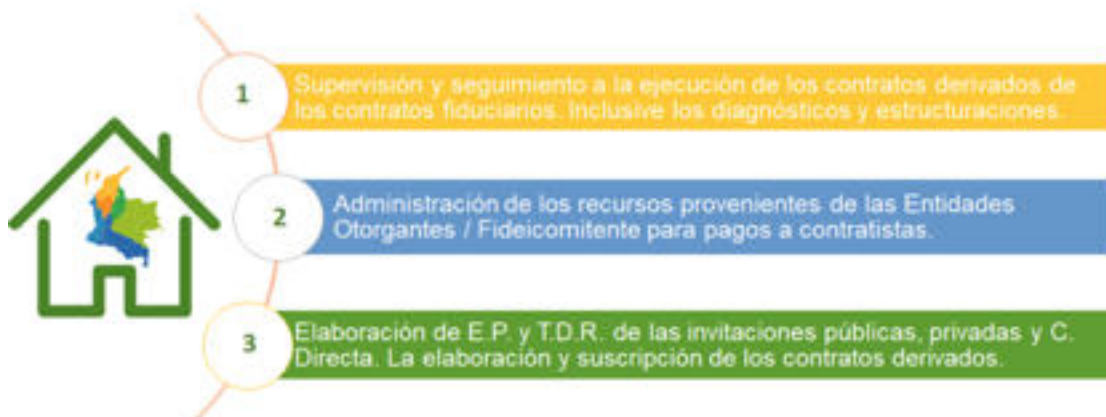 1
Supervisión y seguimiento a la ejecución de los contratos derivados de
los contratos fiduciarios. Inclusive los diagnósticos y estructuraciones.
2
Administración de los recursos provenientes de las Entidades
Otorgantes / Fideicomitente para pagos a contratistas.
3
Elaboración de E.P. y T.D.R. de las invitaciones públicas, privadas y C.
Directa. La elaboración y suscripción de los contratos derivados.